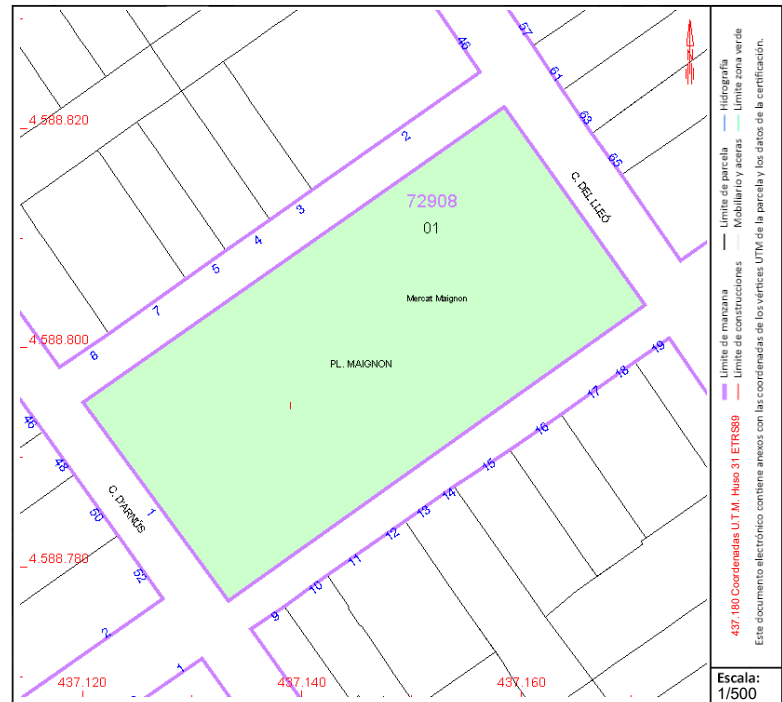 46
57
61
63
65
4.588.820
2
C. DEL LLEÓ
72908
01
3
4
5
7
6
Mercat Maignon
4.588.800
PL. MAIGNON
19
18
17
16
15
14
13
12
11
10
9
46
48
50
52
C. D'ARNÚS
1
4.588.780
2
1
437.120
437.140
437.160
Límite de manzana
Límite de parcela
Hidrografía
Límite de construcciones
Mobiliario y aceras
Límite zona verde
437.180 Coordenadas U.T.M. Huso 31 ETRS89
Este documento electrónico contiene anexos con las coordenadas de los vértices UTM de la parcela y los datos de la certificación.
Escala:
1/500